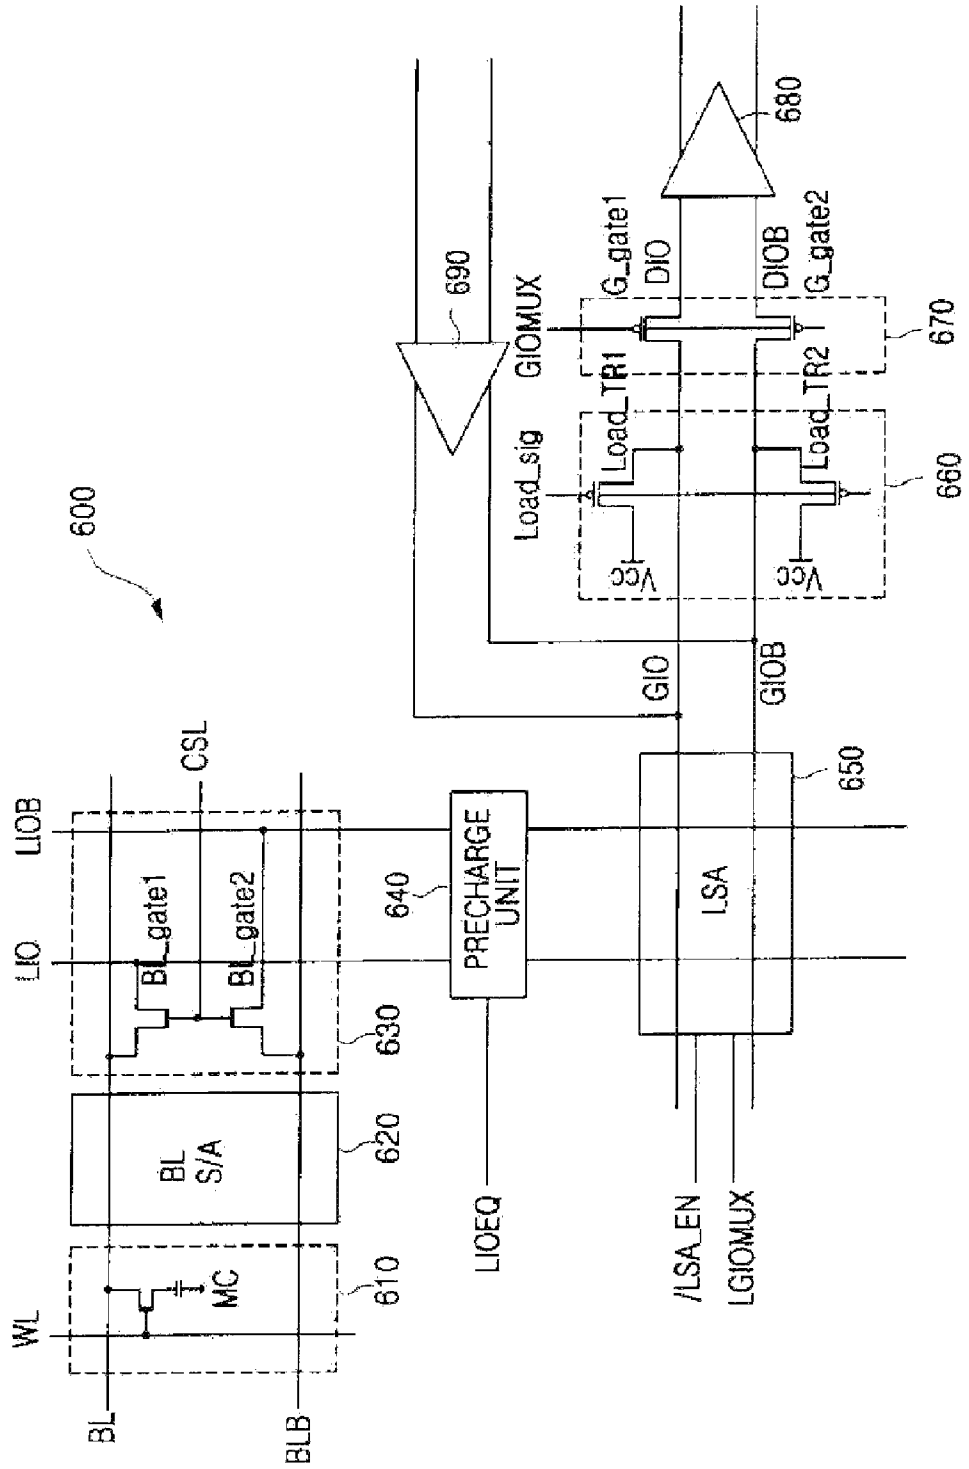 600
WL
LIO
LIOB
BL
BLB
MC
610
BL
S/A
620
BL_gate1
BL_gate2
CSL
630
PRECHARGE
UNIT
640
LIOEQ
LSA
650
/LSA_EN
LGIOMUX
GIO
GIOB
690
Load_sig
Load_TR1
Load_TR2
Vcc
Vcc
660
GIOMUX
G_gate1
G_gate2
670
DIO
DIOB
680